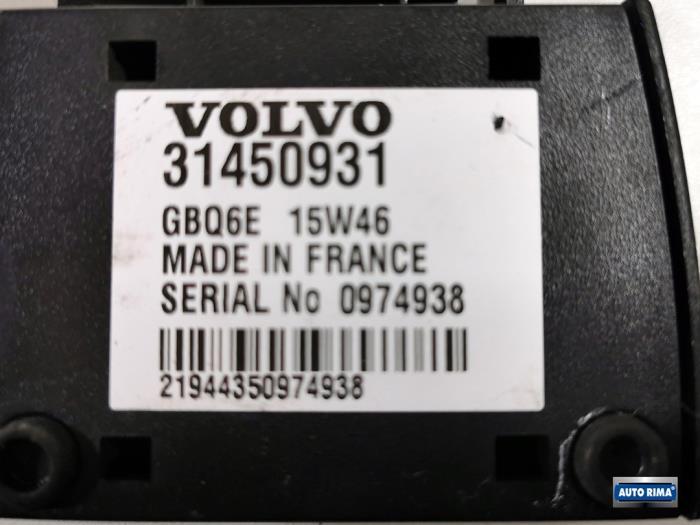 VOLVO
31450931
GBQ6E 15W46
MADE IN FRANCE
SERIAL No 0974938
21944350974938
AUTO RIMA